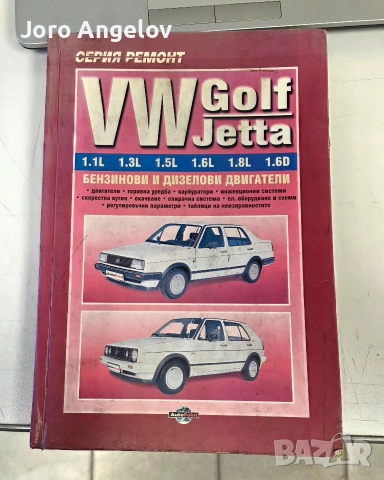 Joro Angelov
СЕРИЯ РЕМОНТ
VW Golf
Jetta
1.1L 1.3L 1.5L 1.6L 1.8L 1.6D
БЕНЗИНОВИ И ДИЗЕЛОВИ ДВИГАТЕЛИ
• двигатели • горивна уредба • карбуратори • инжекционни системи
• скоростна кутия • окачване • спирачна система • ел. оборудване и схеми
• регулировъчни параметри • таблици на неизправностите
AutoPoint
BAZAR